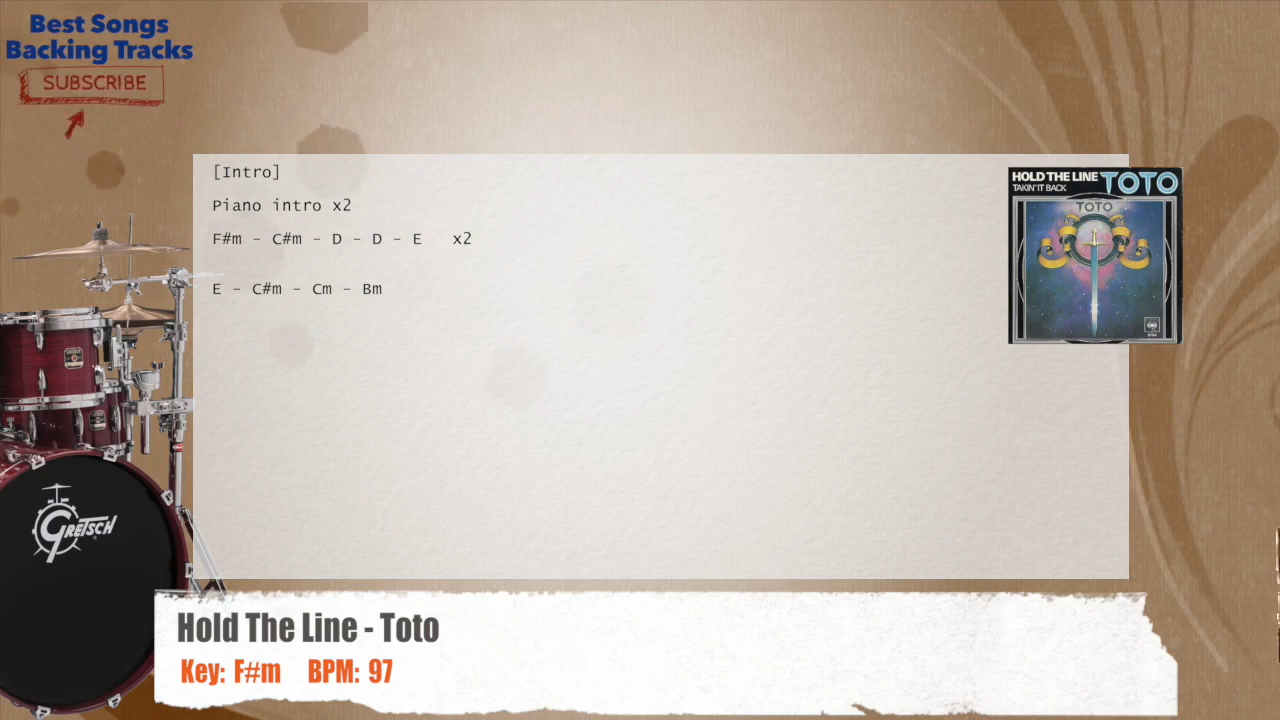 Best Songs
Backing Tracks
SUBSCRIBE
[Intro]
Piano intro x2
F#m - C#m - D - D - E   x2
E - C#m - Cm - Bm
HOLD THE LINE TOTO
TAKIN' IT BACK
TOTO
GRETSCH
Hold The Line - Toto
Key: F#m BPM: 97